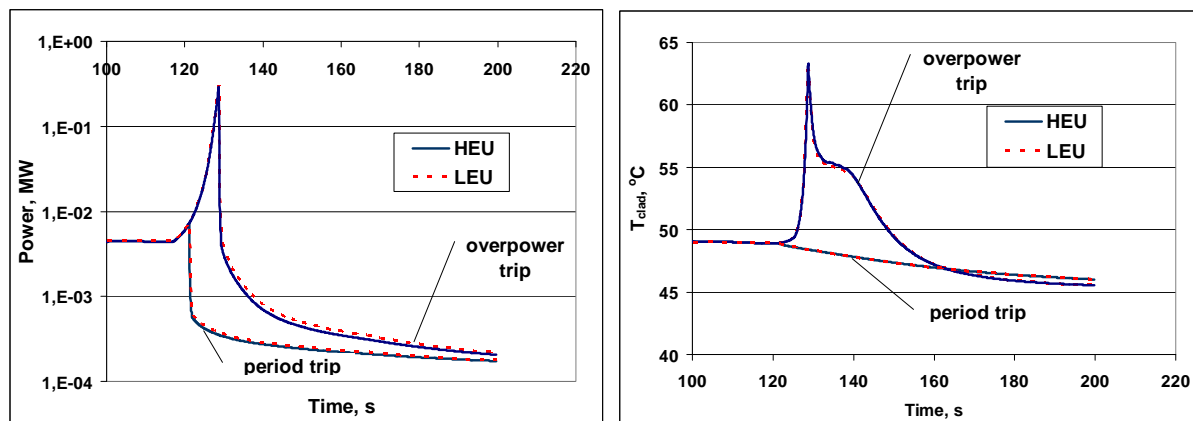 1,E+00
100 120 140 160 180 200 220
1,E-01
1,E-02
1,E-03
1,E-04
Power, MW
HEU
LEU
overpower
trip
period trip
Time, s
65
60
55
50
45
40
T clad, °C
overpower
trip
HEU
LEU
period trip
100 120 140 160 180 200 220
Time, s